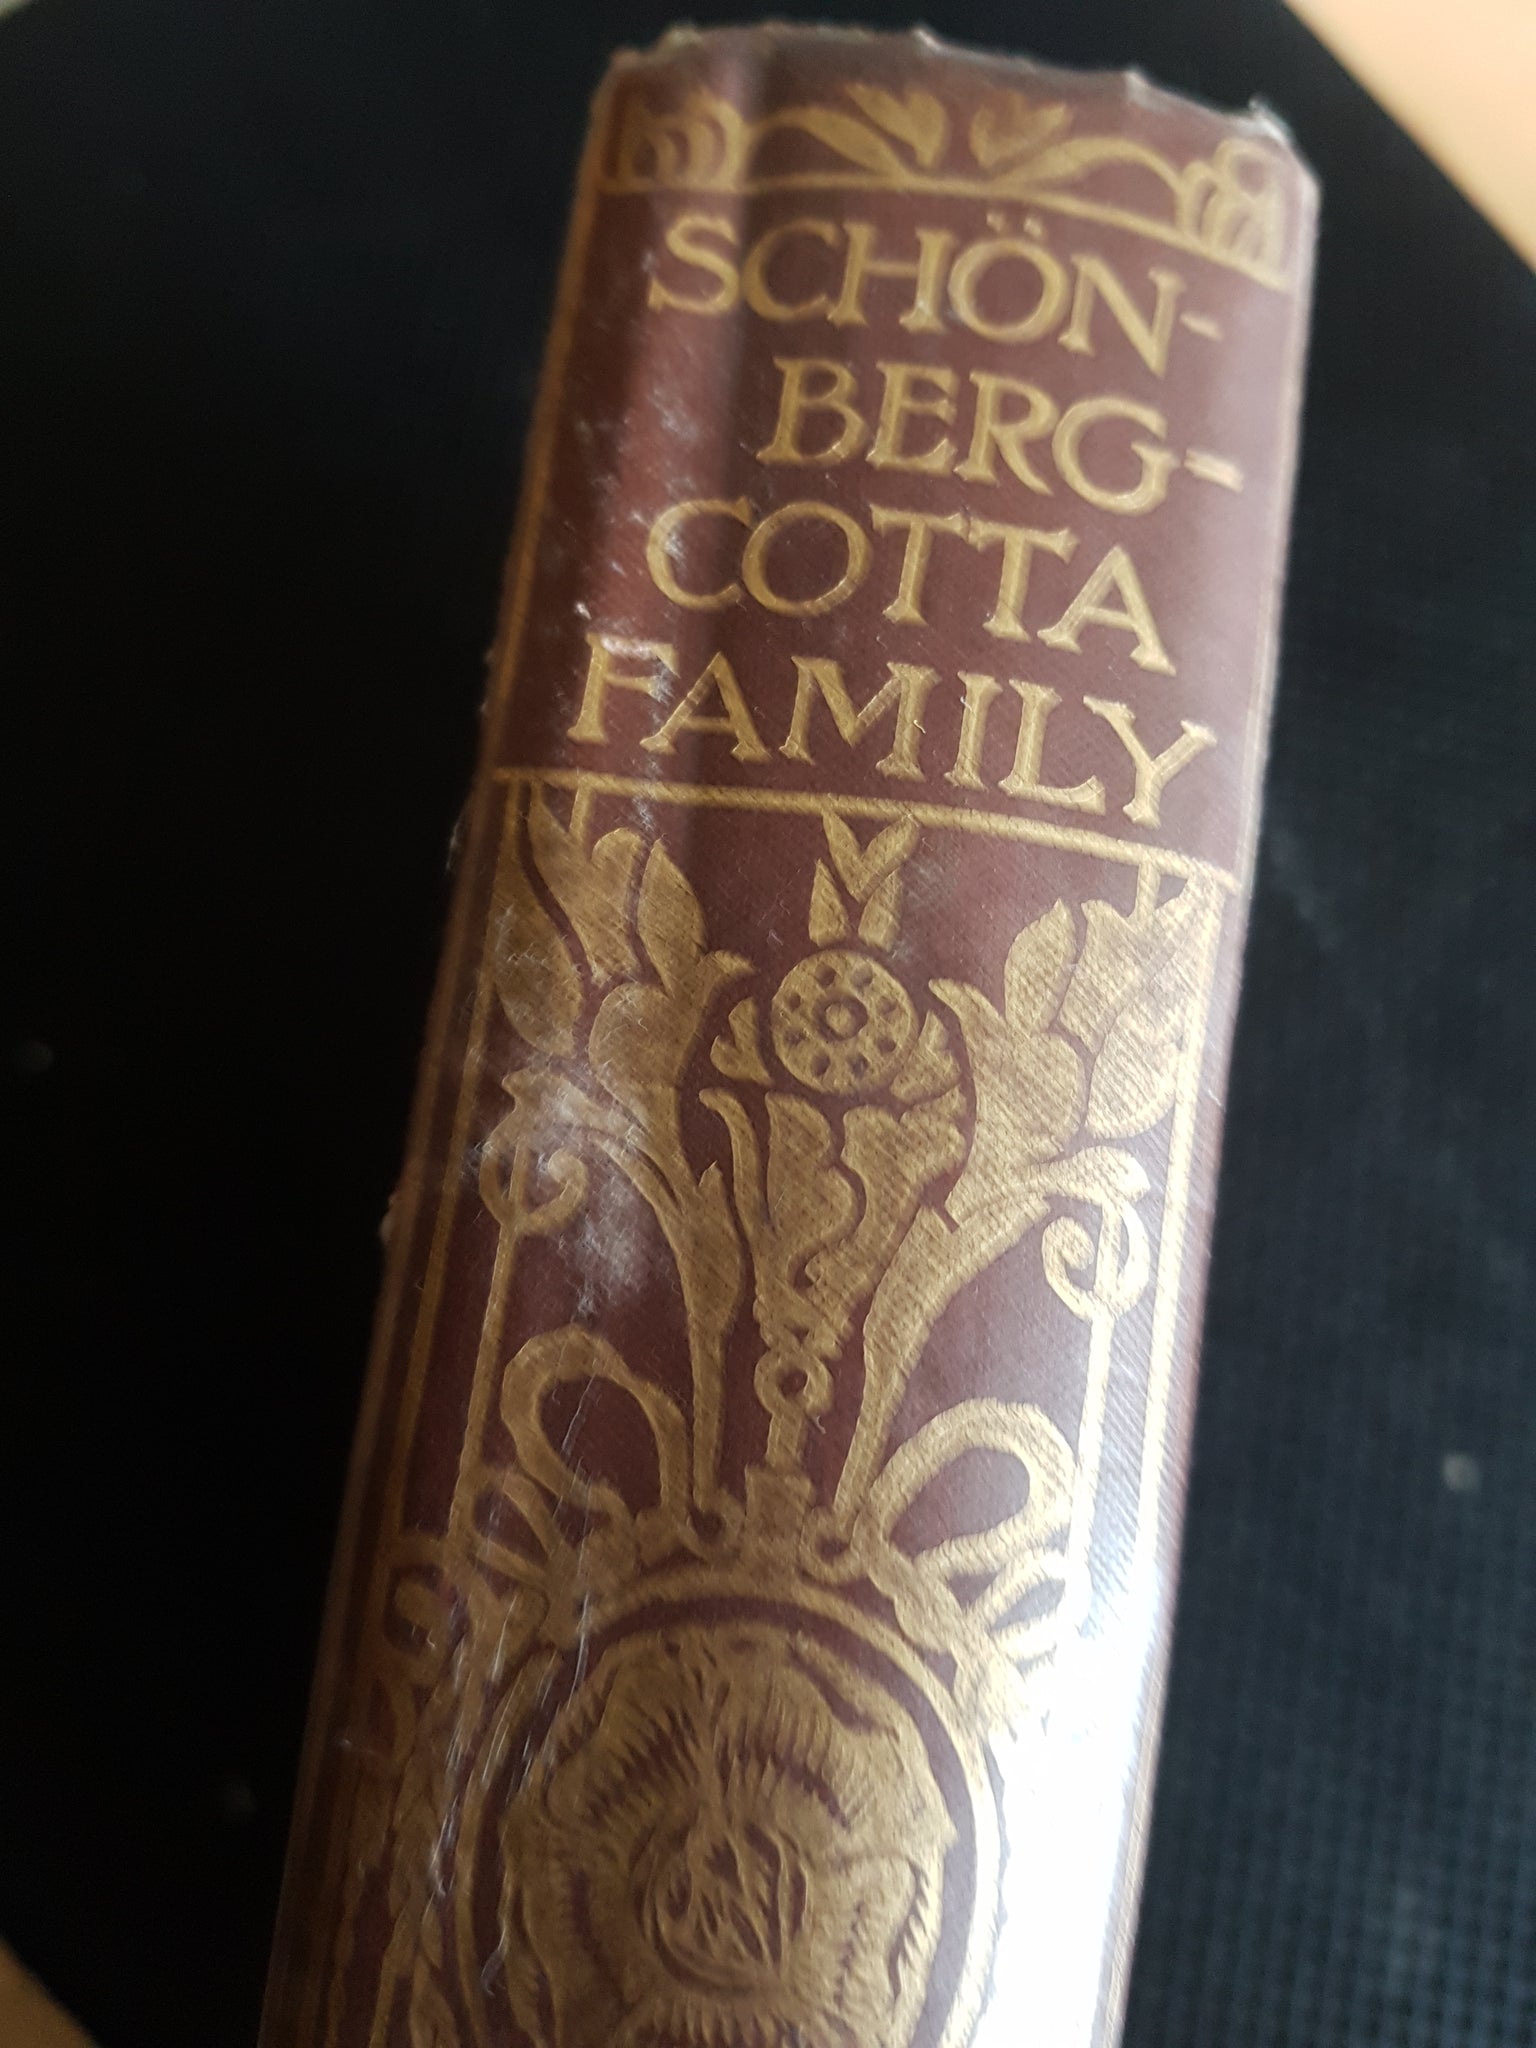 SCHÖN-
BERG-
COTTA
FAMILY